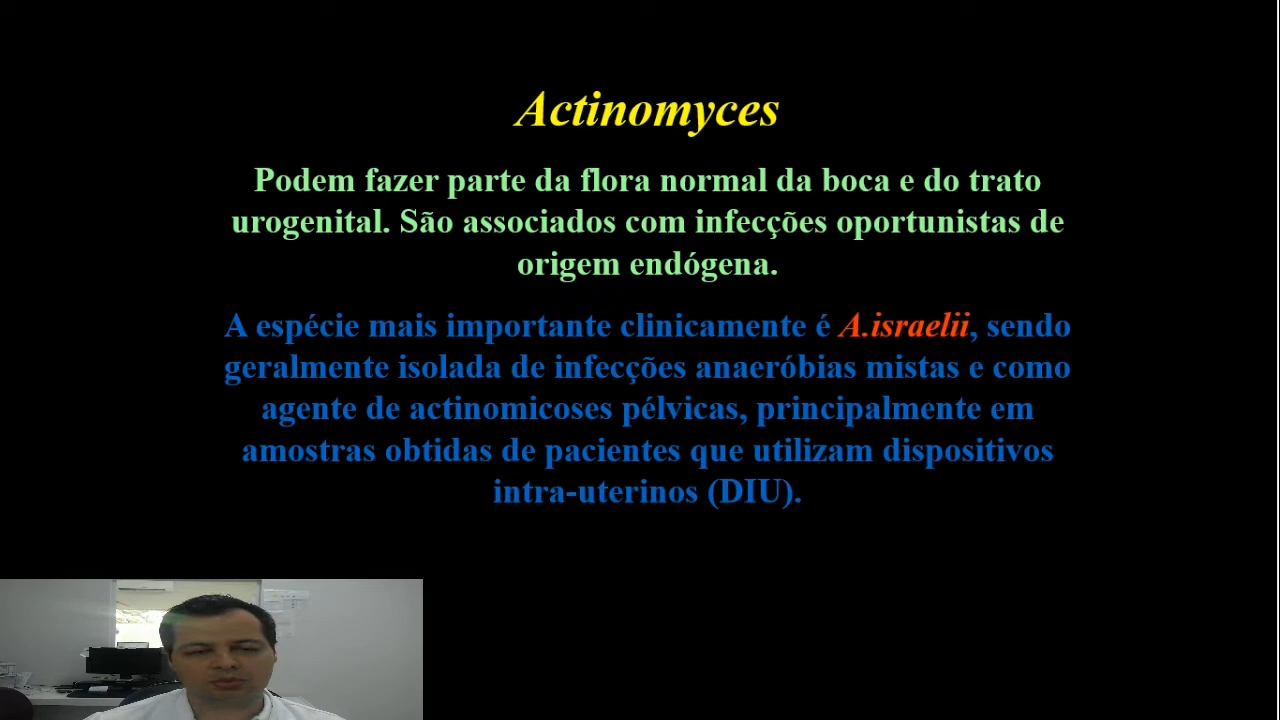 Actinomyces
Podem fazer parte da flora normal da boca e do trato
urogenital. São associados com infecções oportunistas de
origem endógena.
A espécie mais importante clinicamente é A.israelii, sendo
geralmente isolada de infecções anaeróbias mistas e como
agente de actinomicoses pélvicas, principalmente em
amostras obtidas de pacientes que utilizam dispositivos
intra-uterinos (DIU).